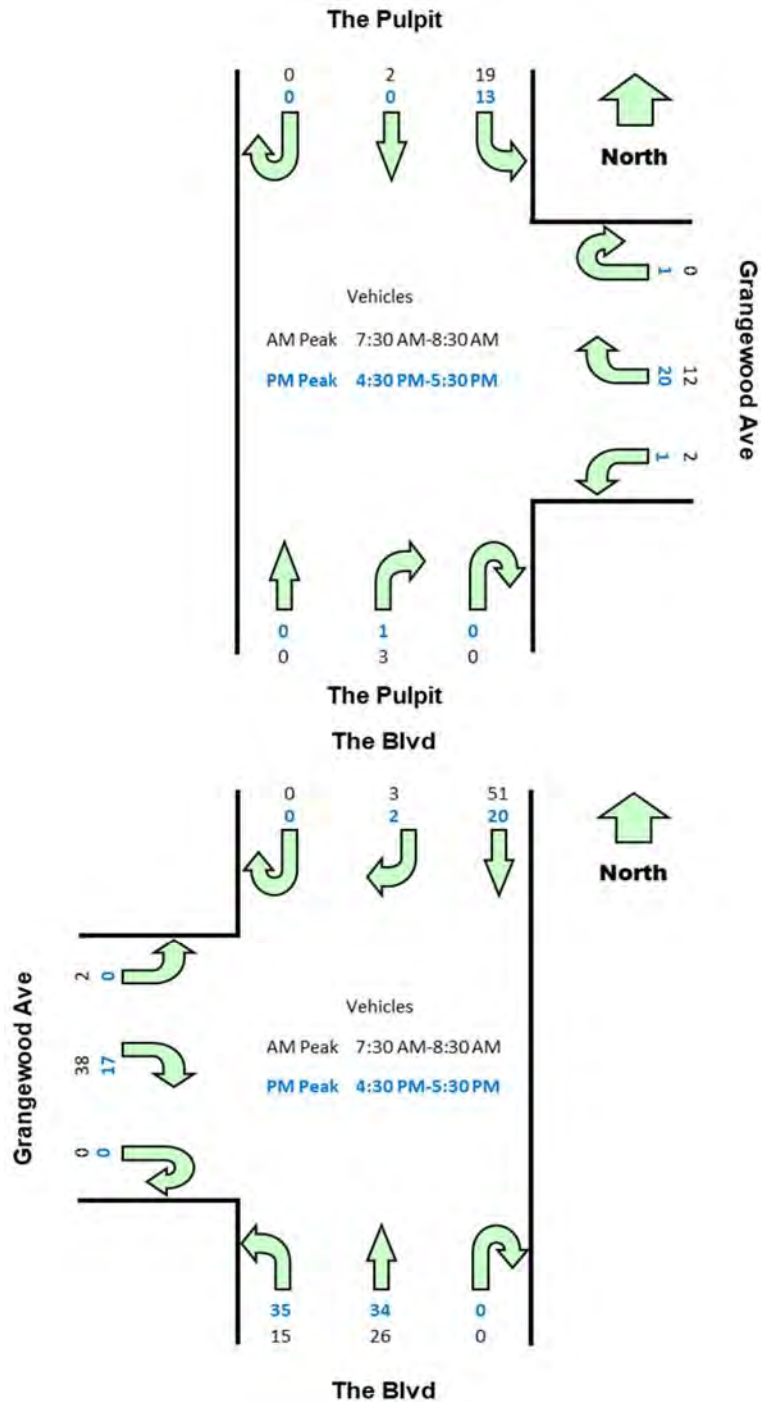 The Pulpit
0 2 19
0 0 13
North
1 0
Vehicles
AM Peak 7:30 AM-8:30 AM
20 12
PM Peak 4:30 PM-5:30 PM
1 2
Grangewood Ave
0 1 0
0 3 0
The Pulpit
The Blvd
0 3 51
0 2 20
North
2 0
Vehicles
38 17
AM Peak 7:30 AM-8:30 AM
PM Peak 4:30 PM-5:30 PM
0 0
Grangewood Ave
35 34 0
15 26 0
The Blvd